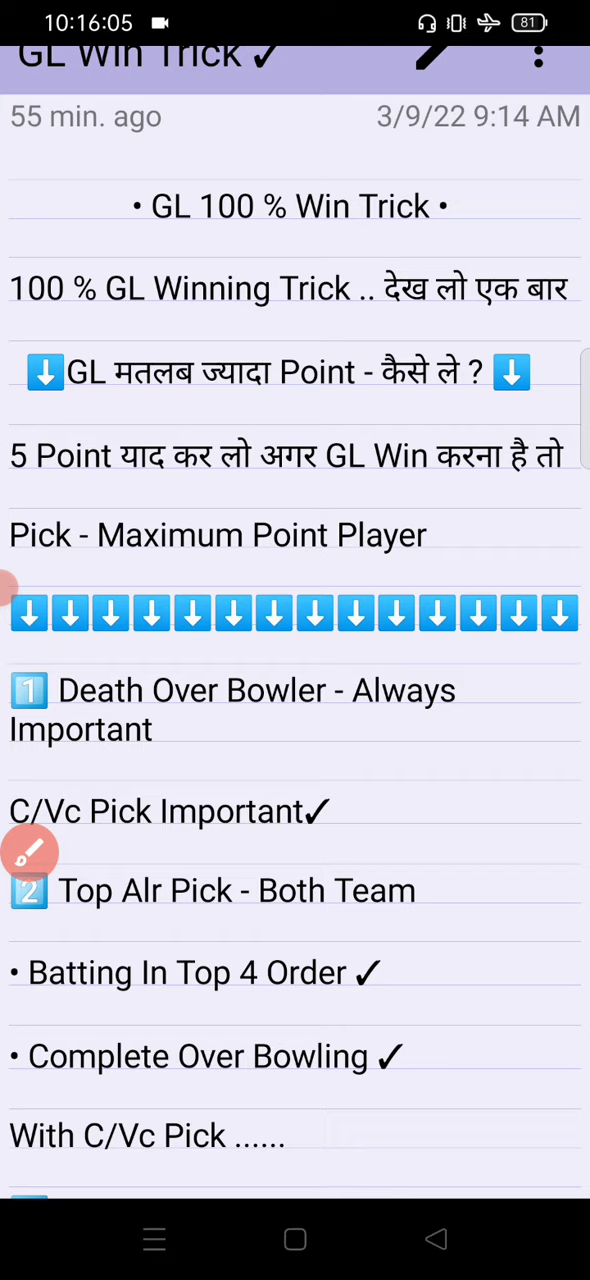 10:16:05 81
GL Win Trick ✓
55 min. ago 3/9/22 9:14 AM
• GL 100 % Win Trick •
100 % GL Winning Trick .. देख लो एक बार
⬇️GL मतलब ज्यादा Point - कैसे ले ? ⬇️
5 Point याद कर लो अगर GL Win करना है तो
Pick - Maximum Point Player
⬇️⬇️⬇️⬇️⬇️⬇️⬇️⬇️⬇️⬇️⬇️⬇️⬇️⬇️
1️⃣ Death Over Bowler - Always
Important
C/Vc Pick Important✓
2️⃣ Top Alr Pick - Both Team
• Batting In Top 4 Order ✓
• Complete Over Bowling ✓
With C/Vc Pick ......